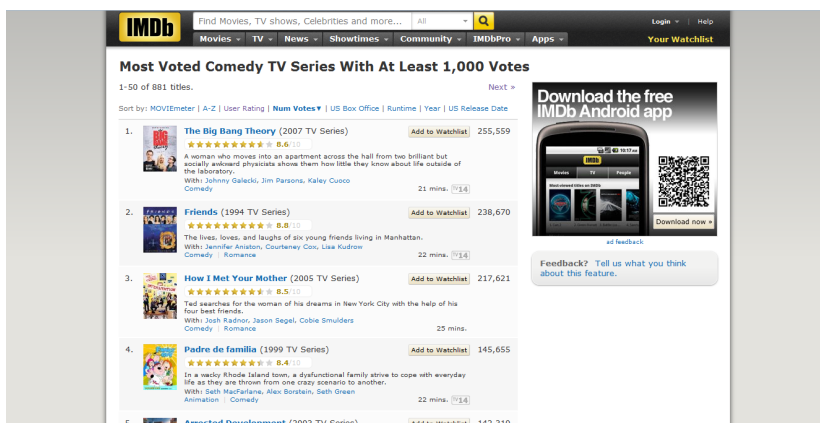 IMDb
Find Movies, TV shows, Celebrities and more... All
Login | Help
Movies TV News Showtimes Community IMDbPro Apps
Your Watchlist
Most Voted Comedy TV Series With At Least 1,000 Votes
1-50 of 881 titles.
Next »
Sort by: MOVIEmeter | A-Z | User Rating | Num Votes▼ | US Box Office | Runtime | Year | US Release Date
1. The Big Bang Theory (2007 TV Series) Add to Watchlist 255,559
8.6/10
A woman who moves into an apartment across the hall from two brilliant but
socially awkward physicists shows them how little they know about life outside of
the laboratory.
With: Johnny Galecki, Jim Parsons, Kaley Cuoco
Comedy 21 mins. TV14
2. Friends (1994 TV Series) Add to Watchlist 238,670
8.8/10
The lives, loves, and laughs of six young friends living in Manhattan.
With: Jennifer Aniston, Courteney Cox, Lisa Kudrow
Comedy | Romance 22 mins. TV14
3. How I Met Your Mother (2005 TV Series) Add to Watchlist 217,621
8.5/10
Ted searches for the woman of his dreams in New York City with the help of his
four best friends.
With: Josh Radnor, Jason Segel, Cobie Smulders
Comedy | Romance 25 mins.
4. Padre de familia (1999 TV Series) Add to Watchlist 145,655
8.4/10
In a wacky Rhode Island town, a dysfunctional family strive to cope with everyday
life as they are thrown from one crazy scenario to another.
With: Seth MacFarlane, Alex Borstein, Seth Green
Animation | Comedy 22 mins. TV14
Download the free
IMDb Android app
10:17
IMDb
Movies TV People
Download now »
ad feedback
Feedback? Tell us what you think
about this feature.